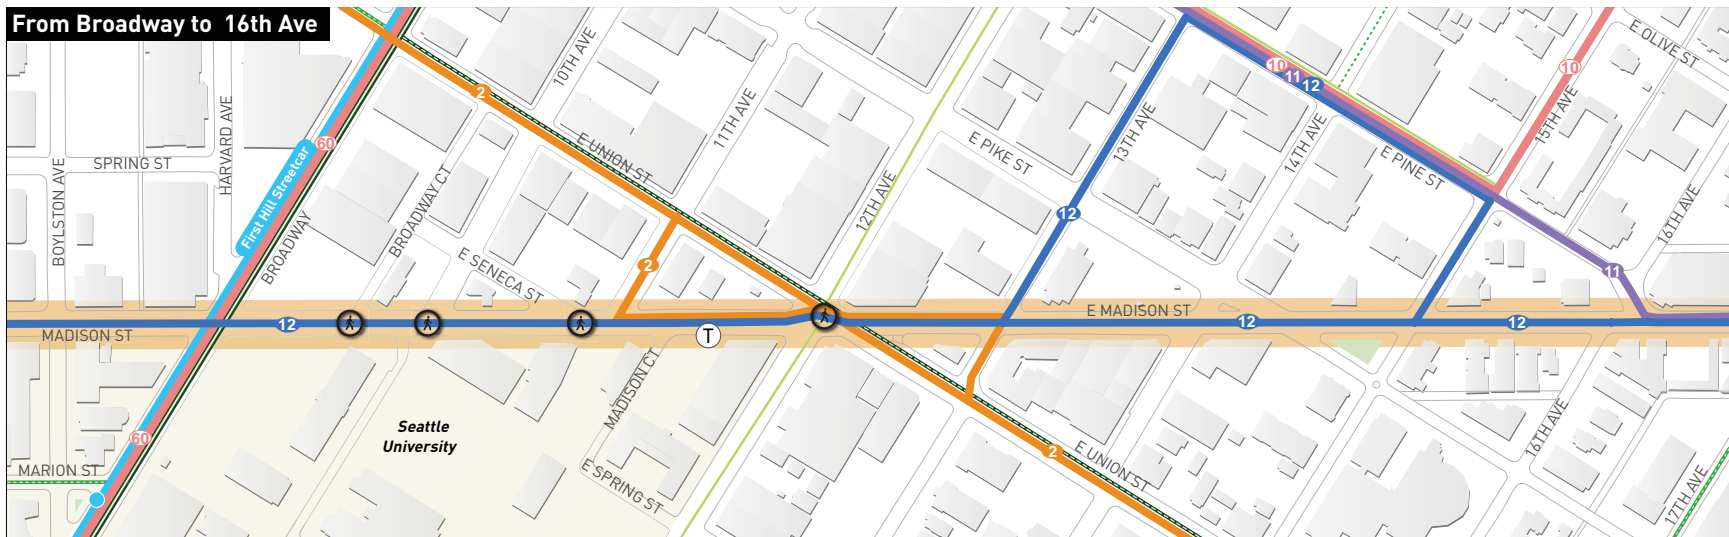 From Broadway to 16th Ave
10TH AVE
E OLIVE ST
10
11
12
10
2
HARVARD AVE
11TH AVE
13TH AVE
14TH AVE
15TH AVE
60
E UNION ST
E PIKE ST
E PINE ST
SPRING ST
BOYLSTON AVE
First Hill Streetcar
BROADWAY
BROADWAY CT
12TH AVE
12
16TH AVE
E SENECA ST
2
11
MADISON ST
12
E MADISON ST
12
12
T
MADISON CT
Seattle
University
60
MARION ST
E SPRING ST
2
E UNION ST
16TH AVE
17TH AVE